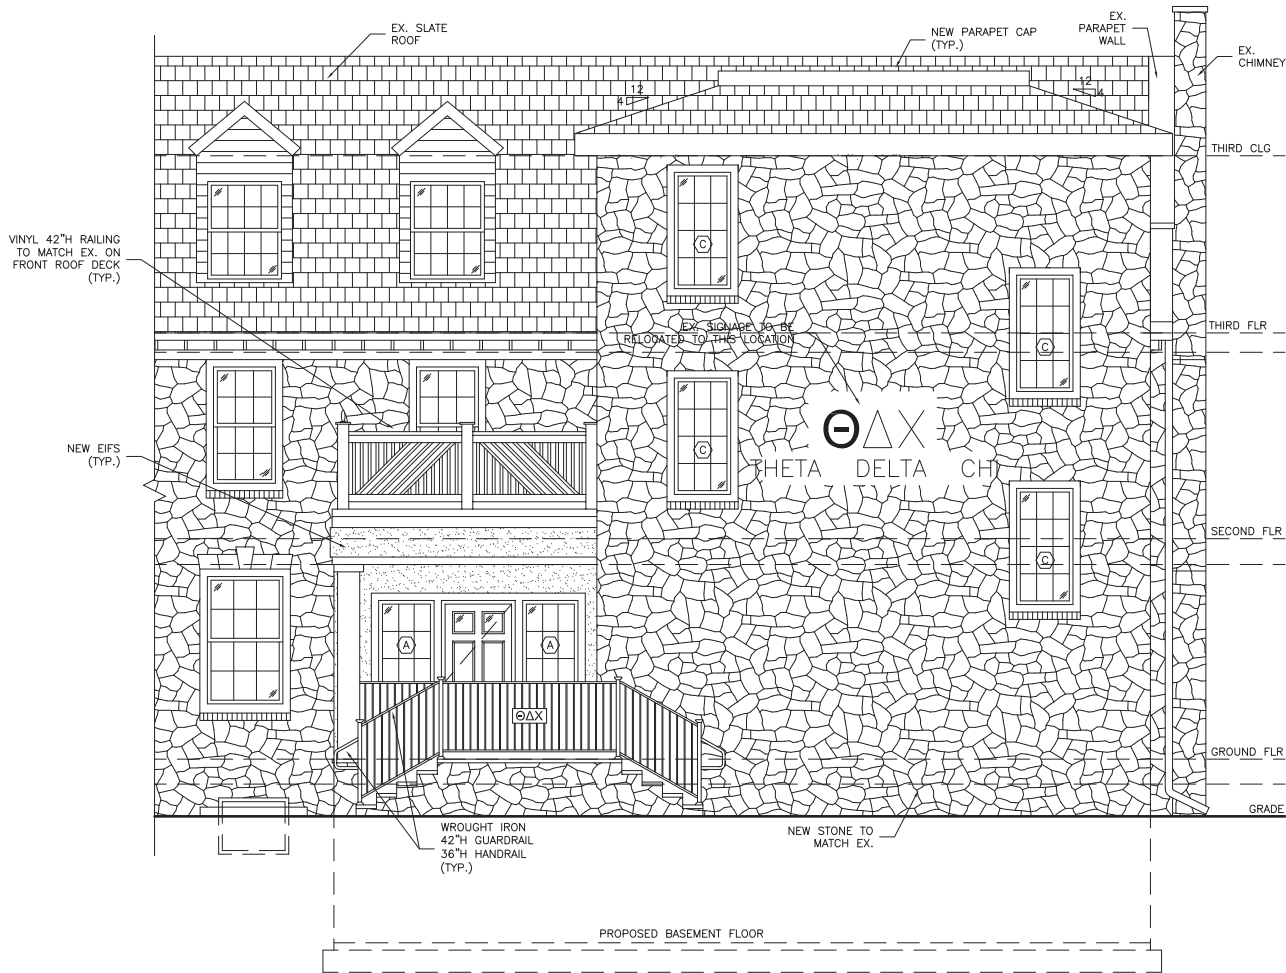 EX. SLATE
ROOF
NEW PARAPET CAP
(TYP.)
EX.
PARAPET
WALL
EX.
CHIMNEY
12
4
12
4
THIRD CLG
VINYL 42"H RAILING
TO MATCH EX. ON
FRONT ROOF DECK
(TYP.)
C
EX. SIGNAGE TO BE
RELOCATED TO THIS LOCATION
THIRD FLR
C
ΘΔΧ
THETA DELTA CHI
NEW EIFS
(TYP.)
C
SECOND FLR
C
A
A
ΘΔΧ
GROUND FLR
GRADE
WROUGHT IRON
42"H GUARDRAIL
36"H HANDRAIL
(TYP.)
NEW STONE TO
MATCH EX.
PROPOSED BASEMENT FLOOR